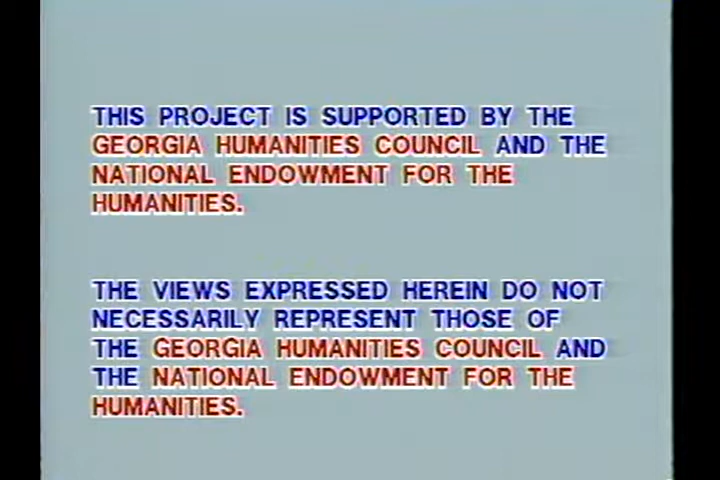 THIS PROJECT IS SUPPORTED BY THE
GEORGIA HUMANITIES COUNCIL AND THE
NATIONAL ENDOWMENT FOR THE
HUMANITIES.
THE VIEWS EXPRESSED HEREIN DO NOT
NECESSARILY REPRESENT THOSE OF
THE GEORGIA HUMANITIES COUNCIL AND
THE NATIONAL ENDOWMENT FOR THE
HUMANITIES.